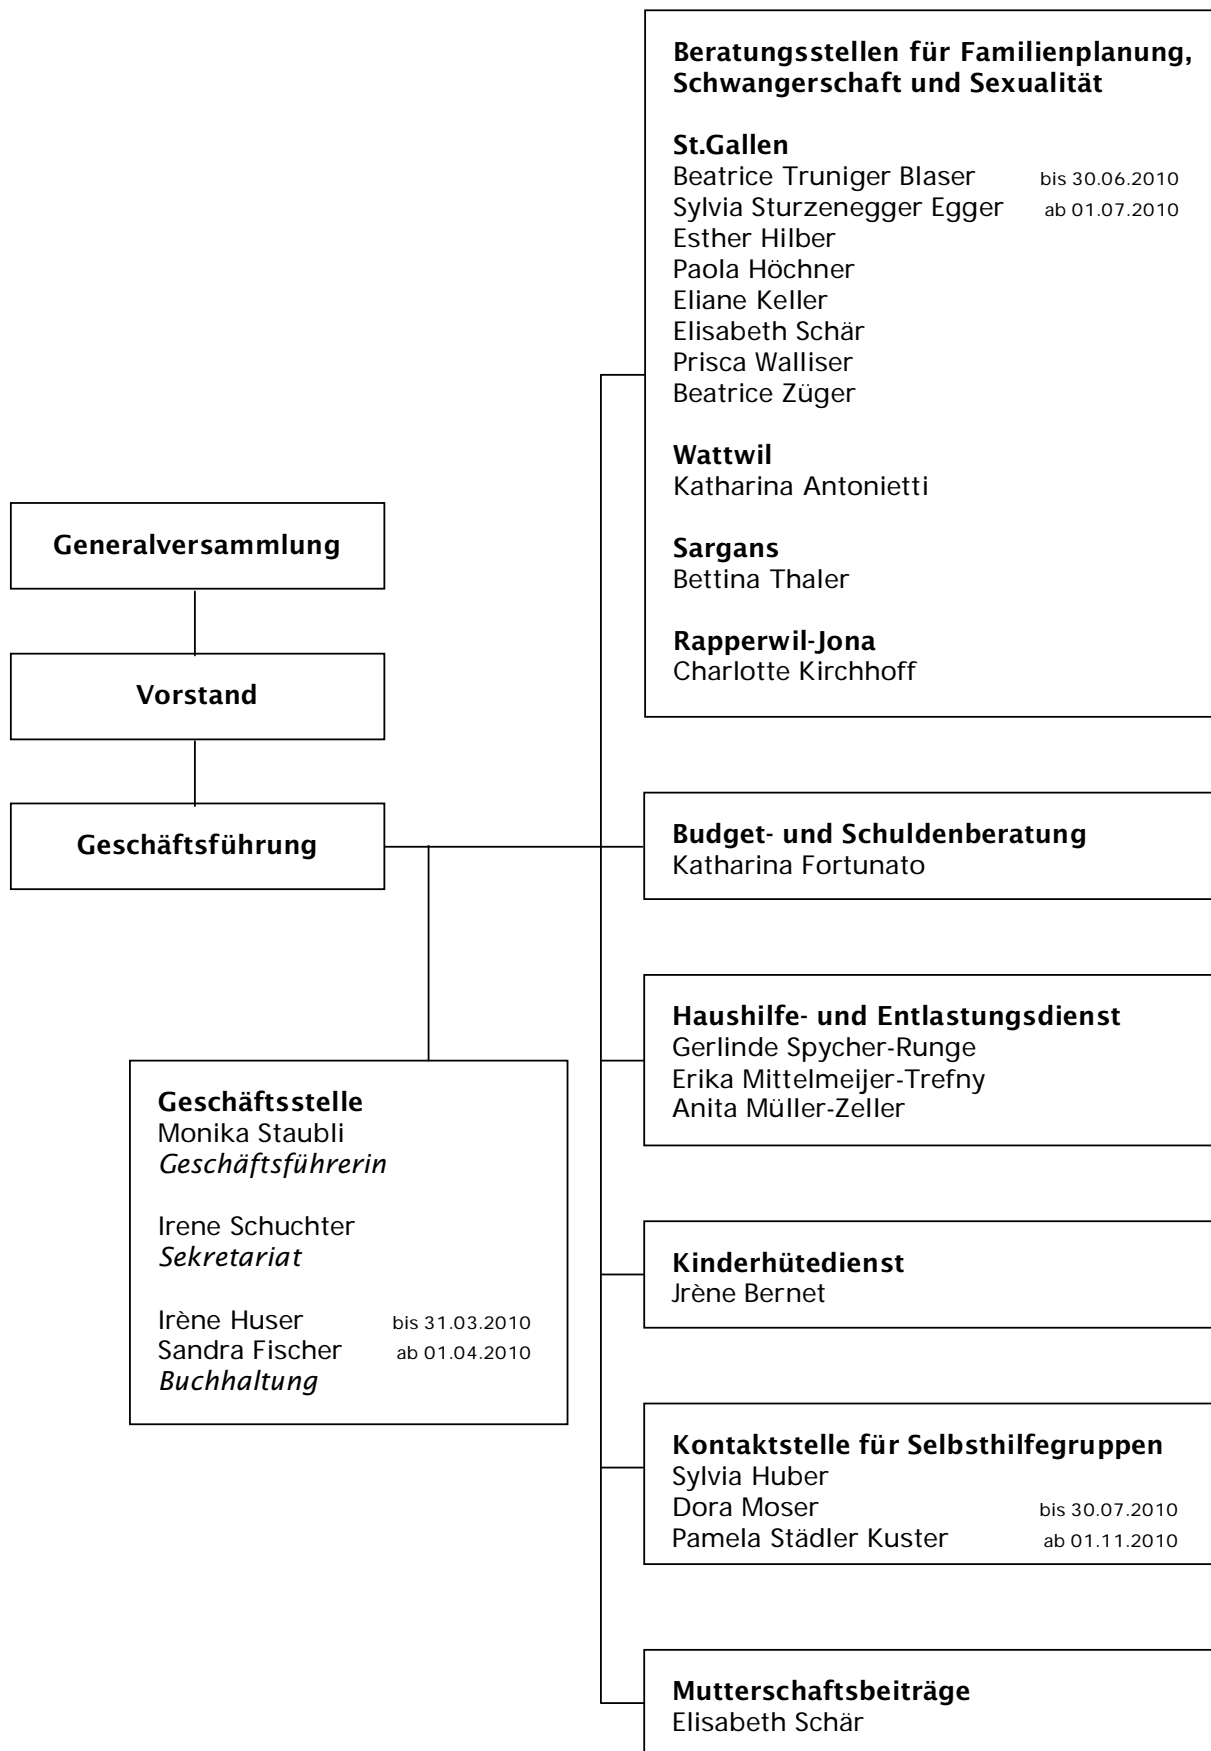 Beratungsstellen für Familienplanung,
Schwangerschaft und Sexualität
St.Gallen
Beatrice Truniger Blaser bis 30.06.2010
Sylvia Sturzenegger Egger ab 01.07.2010
Esther Hilber
Paola Höchner
Eliane Keller
Elisabeth Schär
Prisca Walliser
Beatrice Züger
Wattwil
Katharina Antonietti
Sargans
Bettina Thaler
Rapperwil-Jona
Charlotte Kirchhoff
Generalversammlung
Vorstand
Geschäftsführung
Budget- und Schuldenberatung
Katharina Fortunato
Haushilfe- und Entlastungsdienst
Gerlinde Spycher-Runge
Erika Mittelmeijer-Trefny
Anita Müller-Zeller
Geschäftsstelle
Monika Staubli
Geschäftsführerin
Irene Schuchter
Sekretariat
Irène Huser bis 31.03.2010
Sandra Fischer ab 01.04.2010
Buchhaltung
Kinderhütedienst
Jrène Bernet
Kontaktstelle für Selbsthilfegruppen
Sylvia Huber
Dora Moser bis 30.07.2010
Pamela Städler Kuster ab 01.11.2010
Mutterschaftsbeiträge
Elisabeth Schär